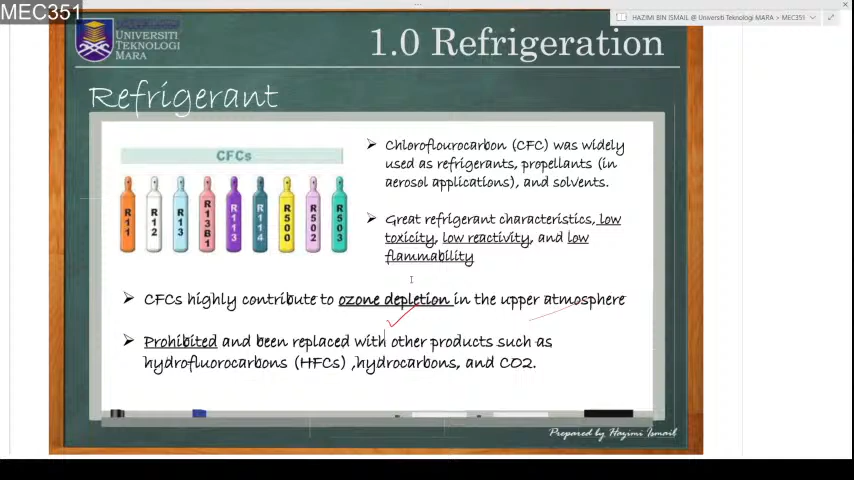 MEC351
HAZIMI BIN ISMAIL @ Universiti Teknologi MARA > MEC351
UNIVERSITI
TEKNOLOGI
MARA
1.0 Refrigeration
Refrigerant
CFCs
R11
R12
R13
R13B1
R113
R114
R500
R502
R503
➢ Chloroflourocarbon (CFC) was widely
used as refrigerants, propellants (in
aerosol applications), and solvents.
➢ Great refrigerant characteristics, low
toxicity, low reactivity, and low
flammability
➢ CFCs highly contribute to ozone depletion in the upper atmosphere
➢ Prohibited and been replaced with other products such as
hydrofluorocarbons (HFCs) ,hydrocarbons, and CO2.
Prepared by Hazimi Ismail